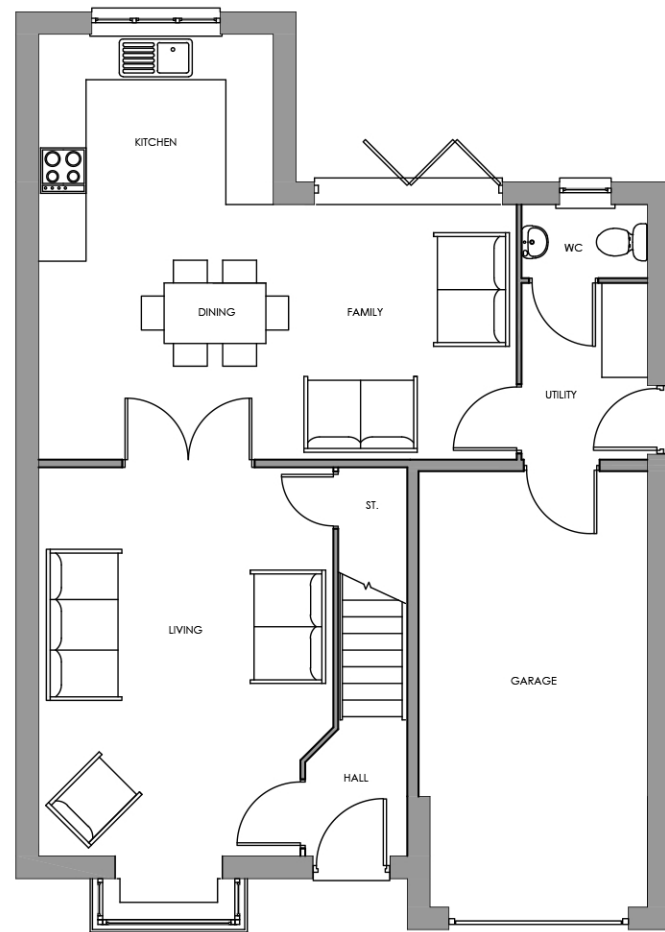 KITCHEN
WC
DINING
FAMILY
UTILITY
ST.
LIVING
GARAGE
HALL